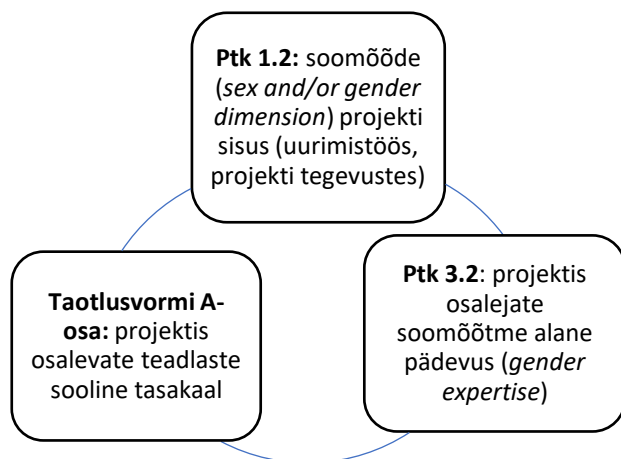 Ptk 1.2: soomõõde
(sex and/or gender
dimension) projekti
sisus (uurimistöös,
projekti tegevustes)
Taotlusvormi A-
osa: projektis
osalevate teadlaste
sooline tasakaal
Ptk 3.2: projektis
osalejate
soomõõtme alane
pädevus (gender
expertise)